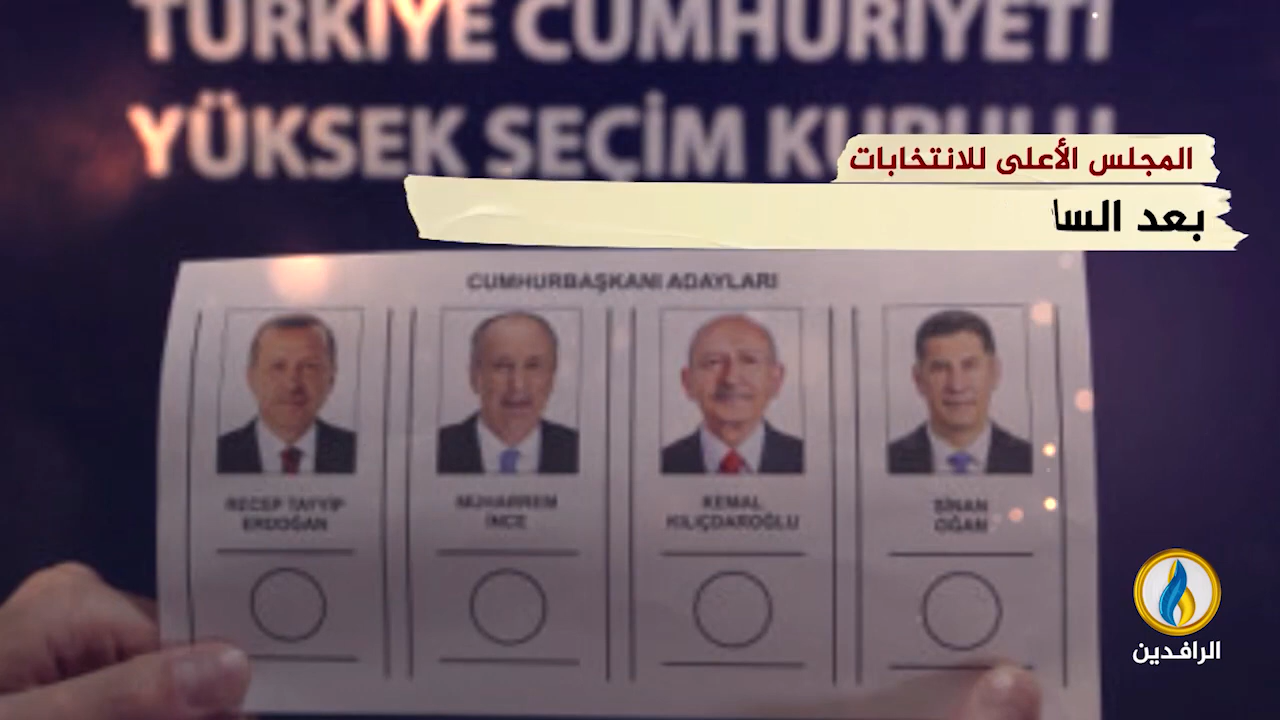 TÜRKİYE CUMHURİYETİ
YÜKSEK SEÇİM KURULU
المجلس الأعلى للانتخابات
بعد السا
CUMHURBAŞKANI ADAYLARI
RECEP TAYYİP
ERDOĞAN
MUHARREM
İNCE
KEMAL
KILIÇDAROĞLU
SİNAN
OĞAN
الرافدين